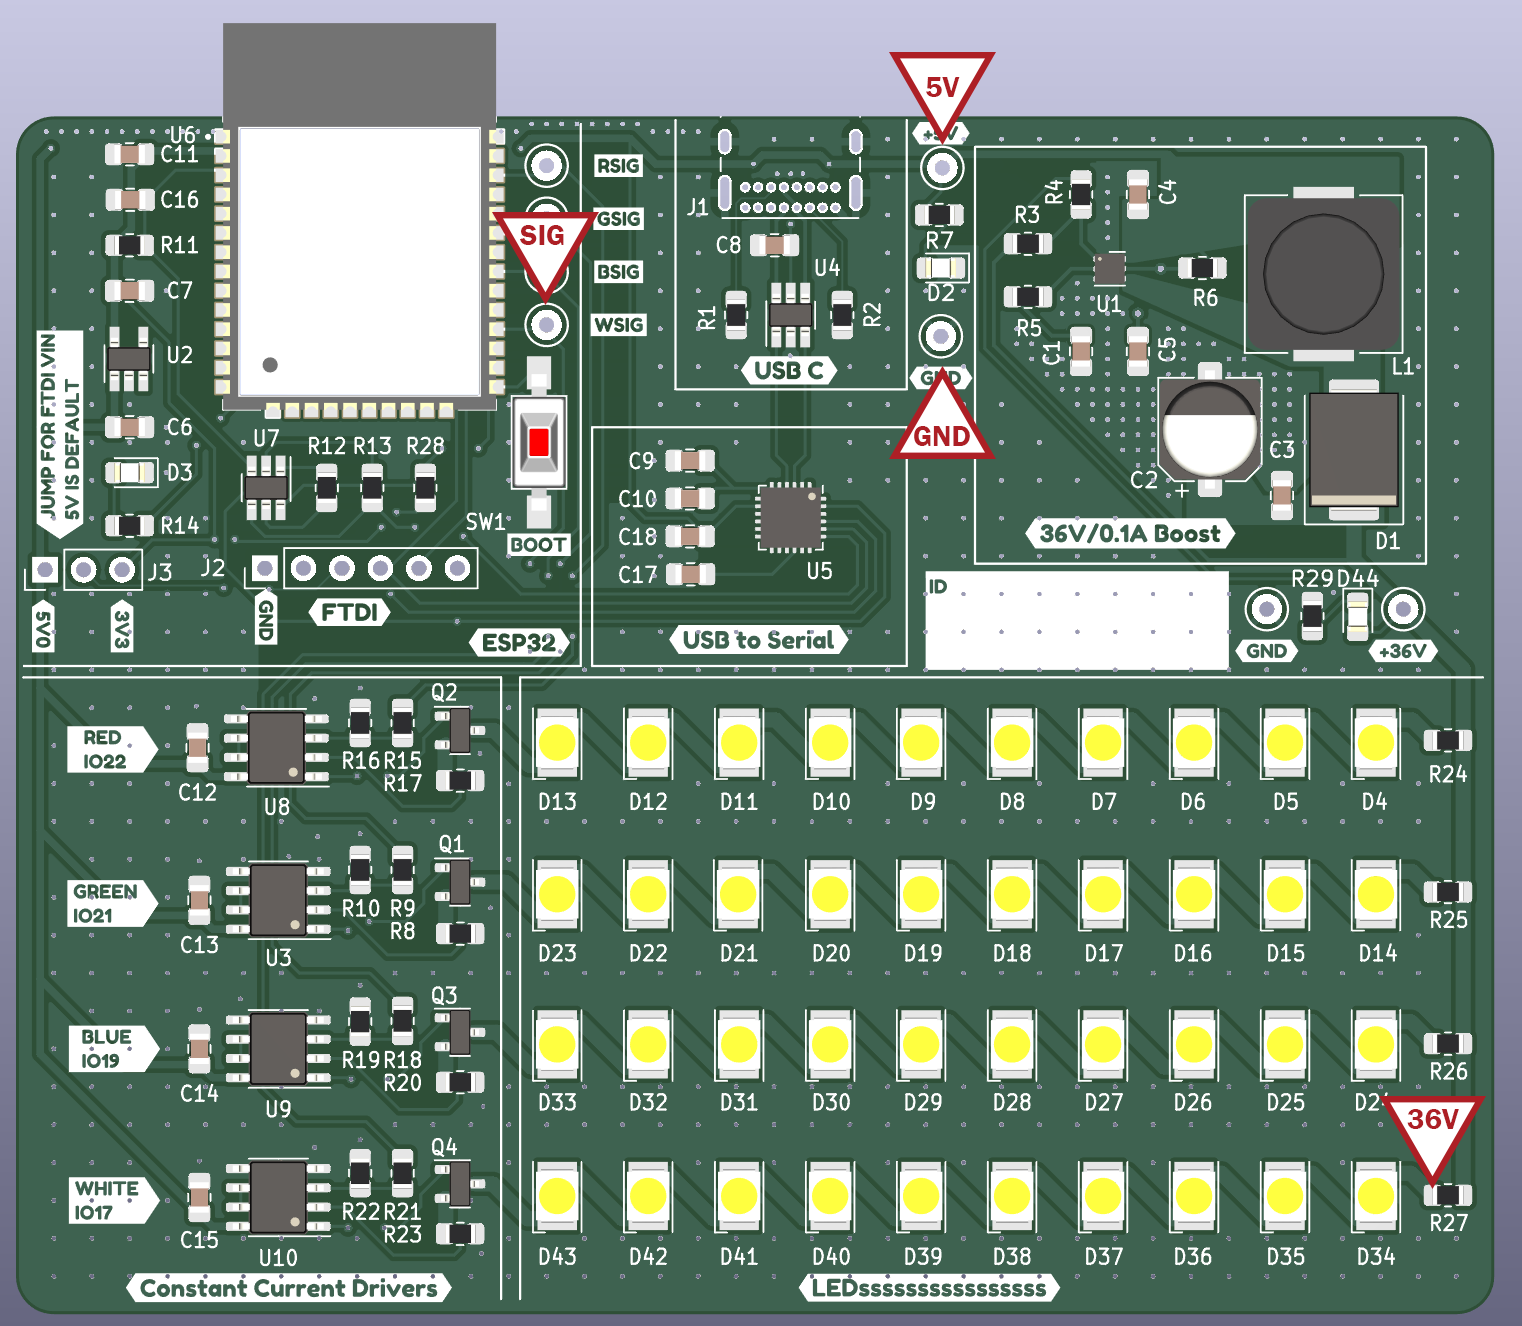 5V
+5V
U6
C11
RSIG
C16
R4
C4
J1
GSIG
SIG
R11
C8
R7
R3
U4
BSIG
C7
D2
U1
R6
R1
R2
WSIG
R5
JUMP FOR FTDI VIN
5V IS DEFAULT
U2
C1
C5
USB C
GND
L1
C6
U7
R12
R13
R28
GND
C9
C3
D3
C2
+
C10
R14
SW1
C18
36V/0.1A Boost
BOOT
D1
J3
J2
C17
U5
ID
R29
D44
5V0
3V3
GND
FTDI
ESP32
USB to Serial
GND
+36V
Q2
RED
IO22
R16
R15
R17
C12
U8
D13
D12
D11
D10
D9
D8
D7
D6
D5
D4
R24
Q1
GREEN
IO21
R10
R9
R8
C13
U3
D23
D22
D21
D20
D19
D18
D17
D16
D15
D14
R25
Q3
BLUE
IO19
R19
R18
R20
C14
U9
D33
D32
D31
D30
D29
D28
D27
D26
D25
D24
R26
36V
Q4
WHITE
IO17
R22
R21
R23
C15
U10
D43
D42
D41
D40
D39
D38
D37
D36
D35
D34
R27
Constant Current Drivers
LEDssssssssssssssss